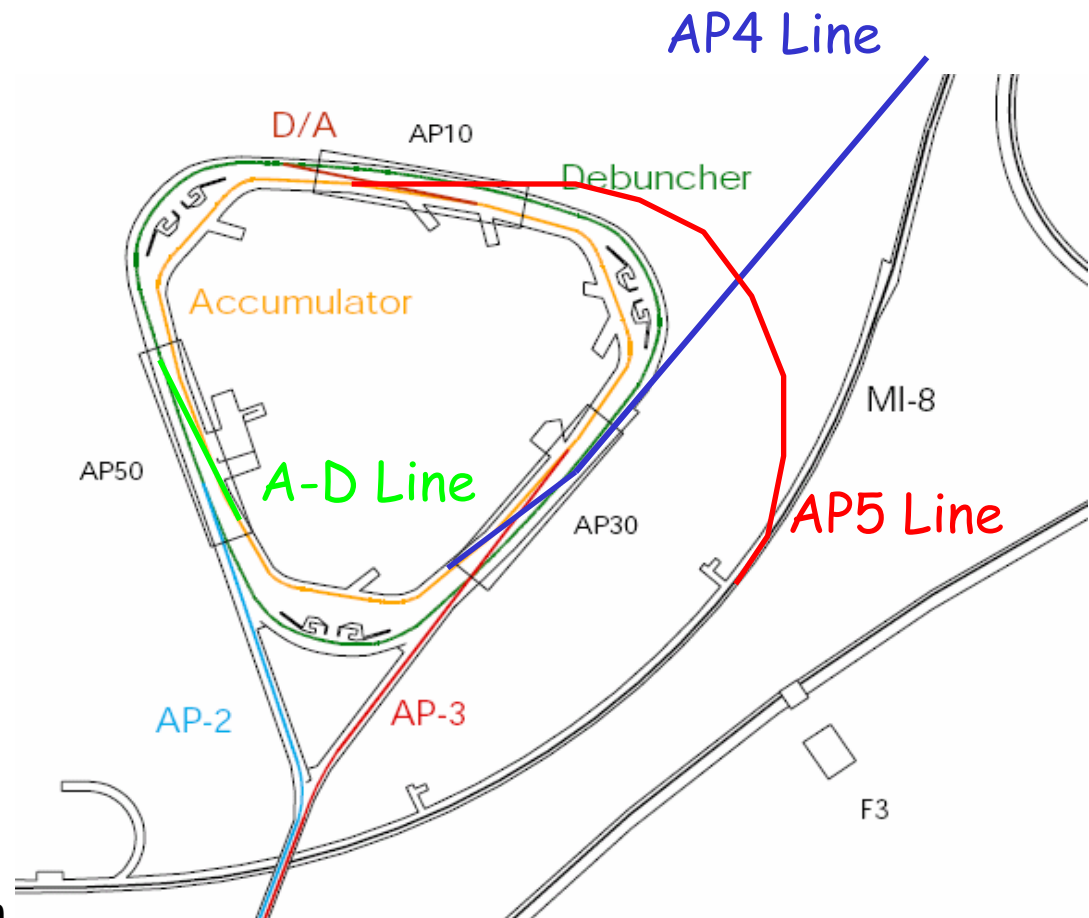 AP4 Line
D/A
AP10
Debuncher
Accumulator
MI-8
AP50
A-D Line
AP5 Line
AP30
AP-2
AP-3
F3